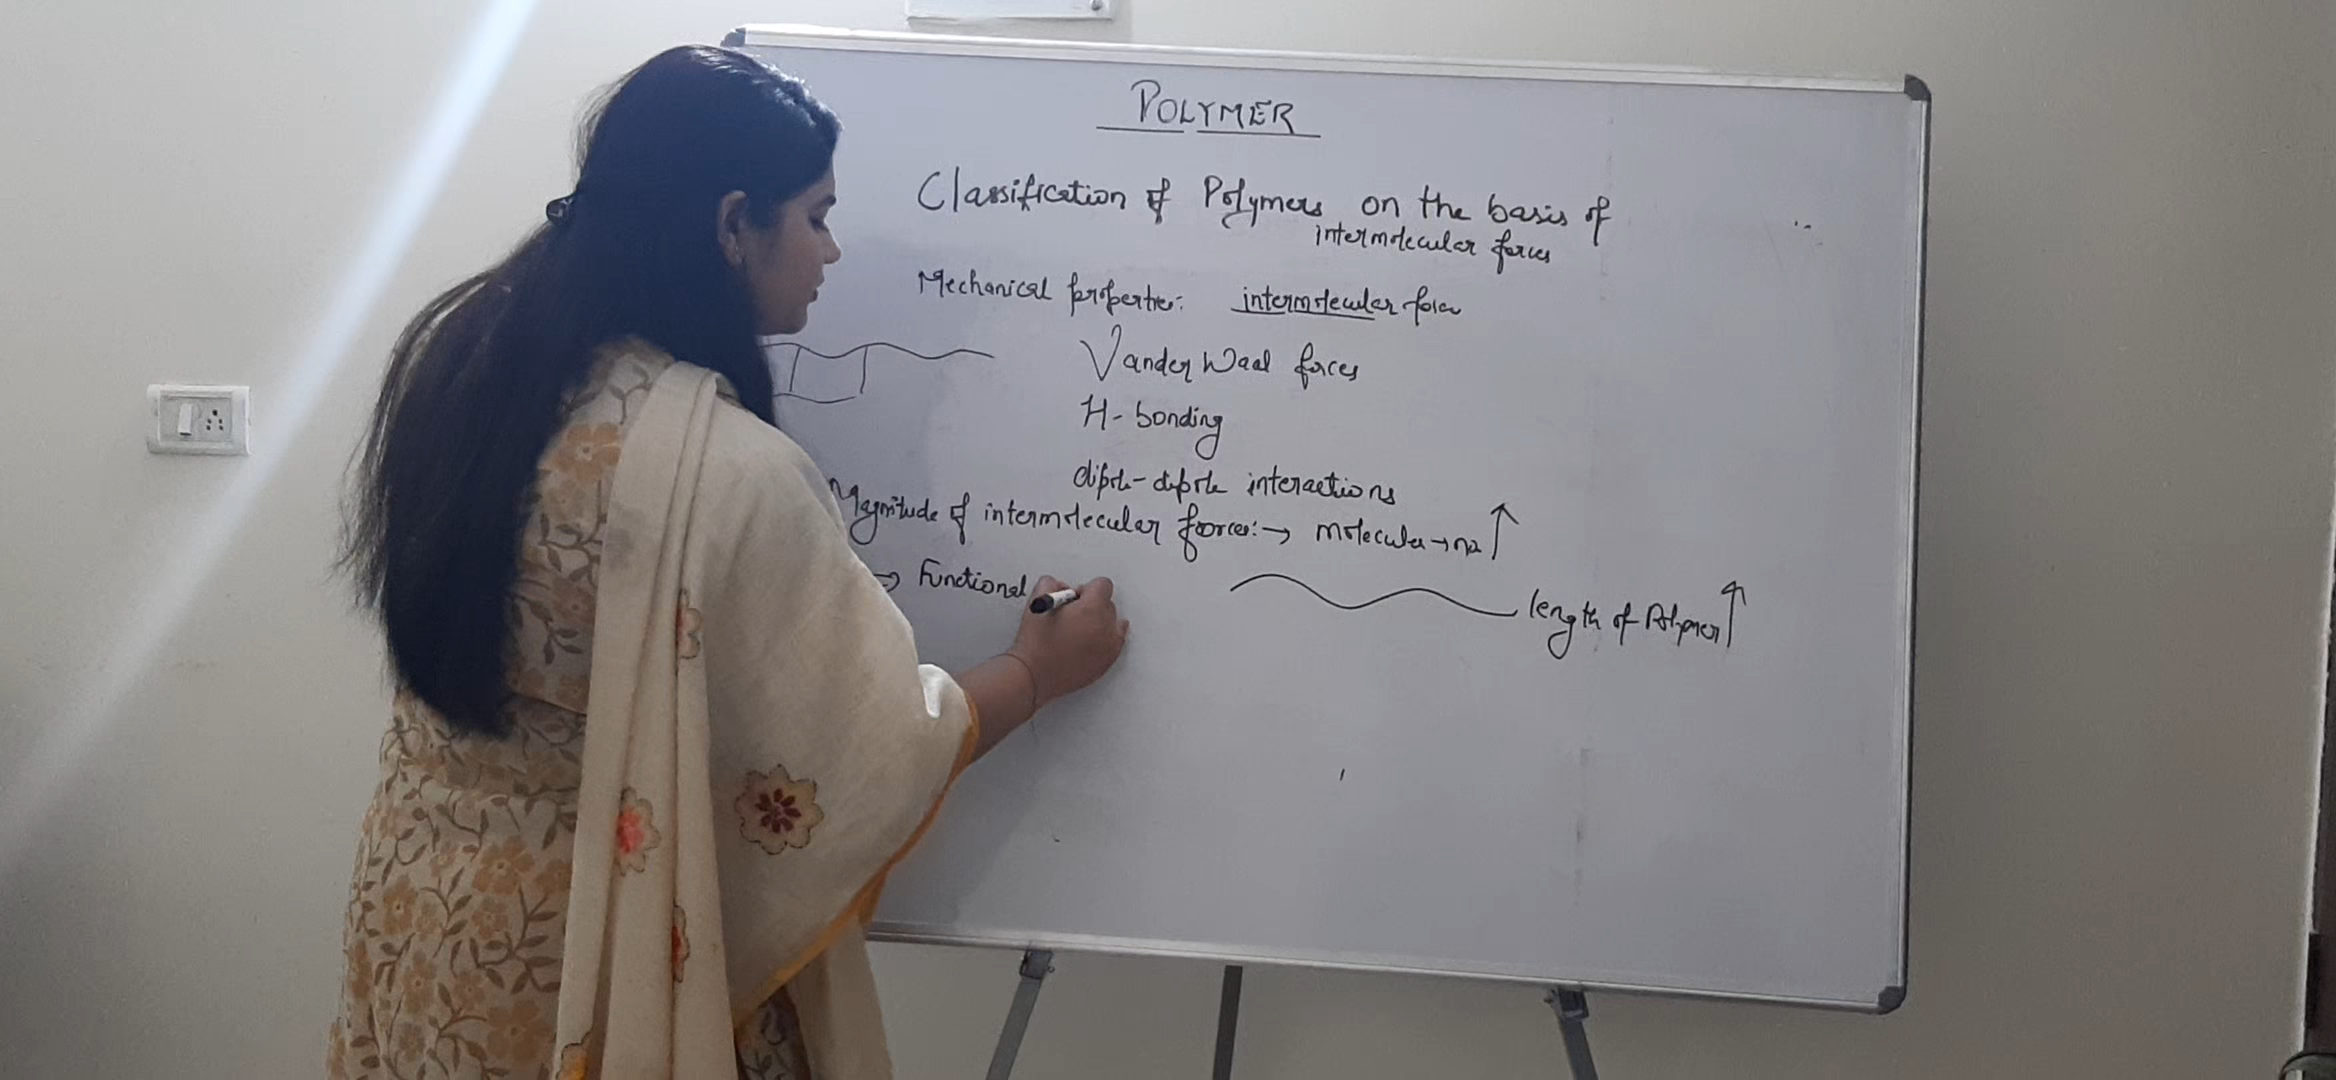 POLYMER
Classification of Polymers on the basis of
intermolecular forces
Mechanical properties: intermolecular force
Vander Waal forces
H-bonding
dipole-dipole interactions
Magnitude of intermolecular forces:→ molecular → ↑
→ Functional
length of Polymer ↑